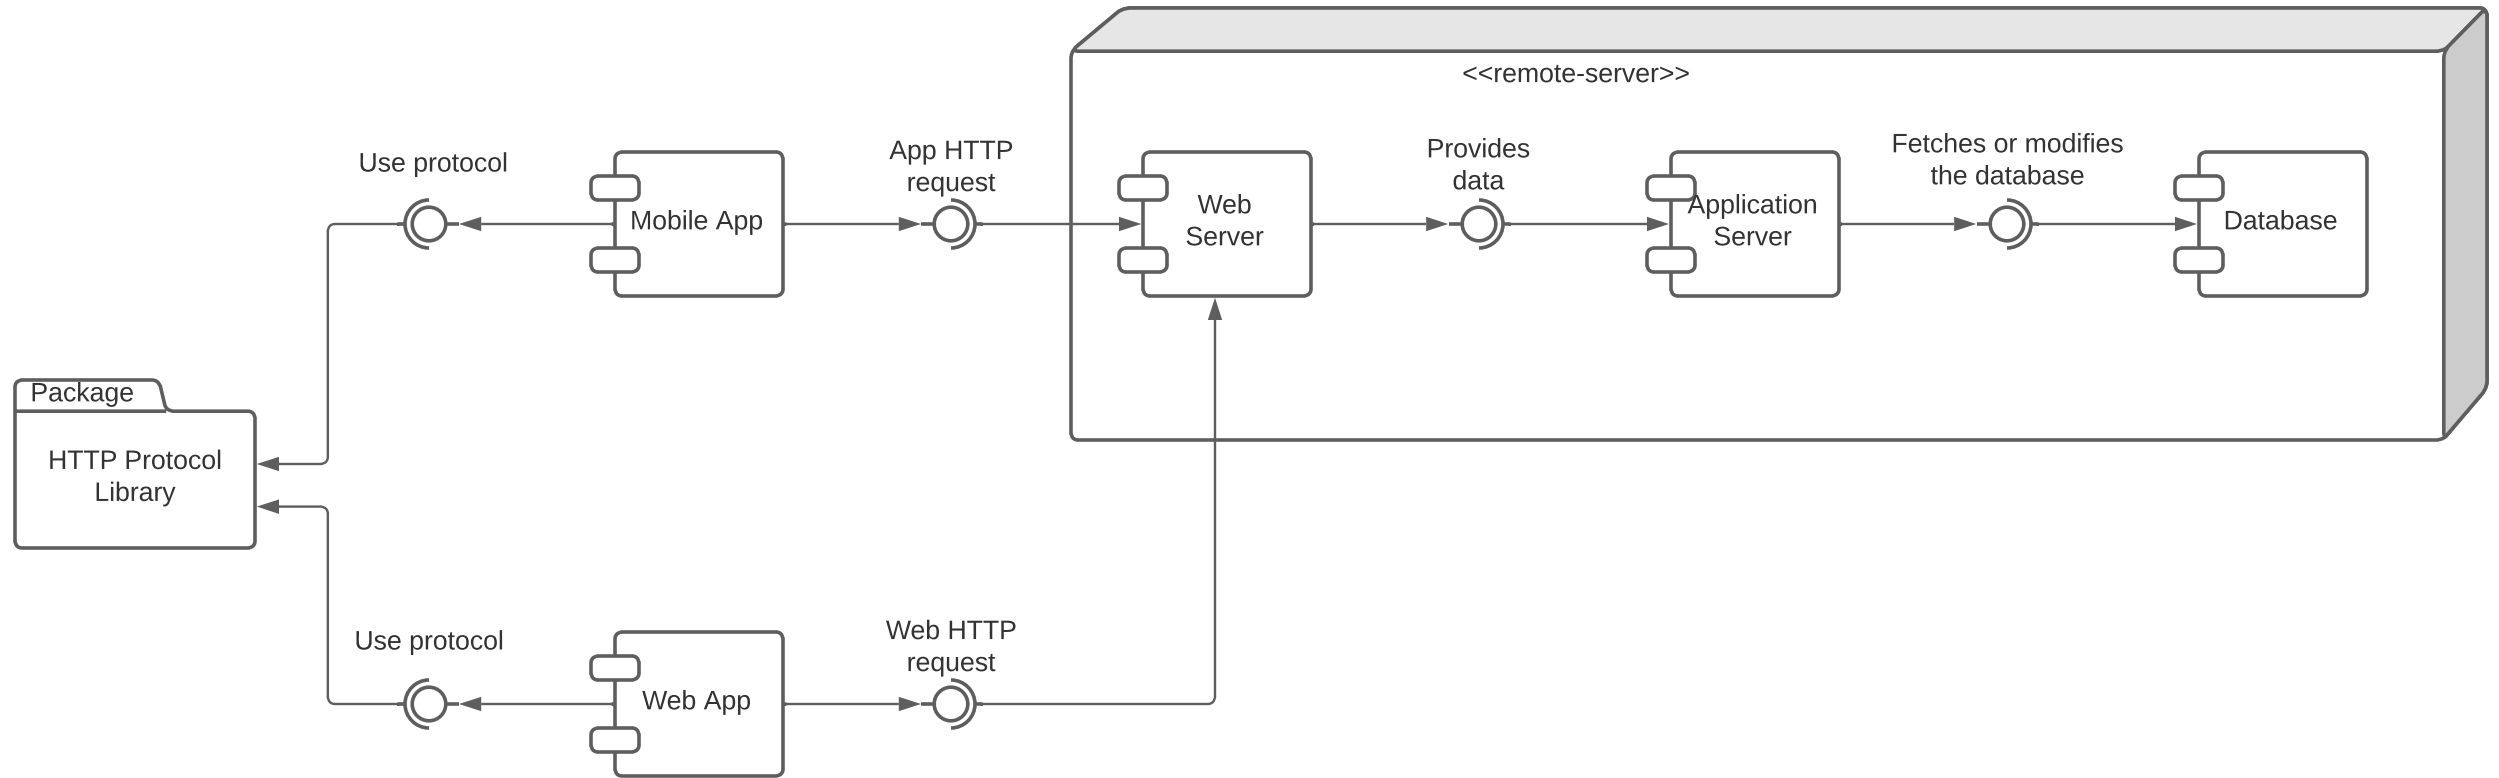 <<remote-server>>
Use protocol
App HTTP
request
Provides
data
Fetches or modifies
the database
Mobile App
Web
Server
Application
Server
Database
Package
HTTP Protocol
Library
Use protocol
Web HTTP
request
Web App